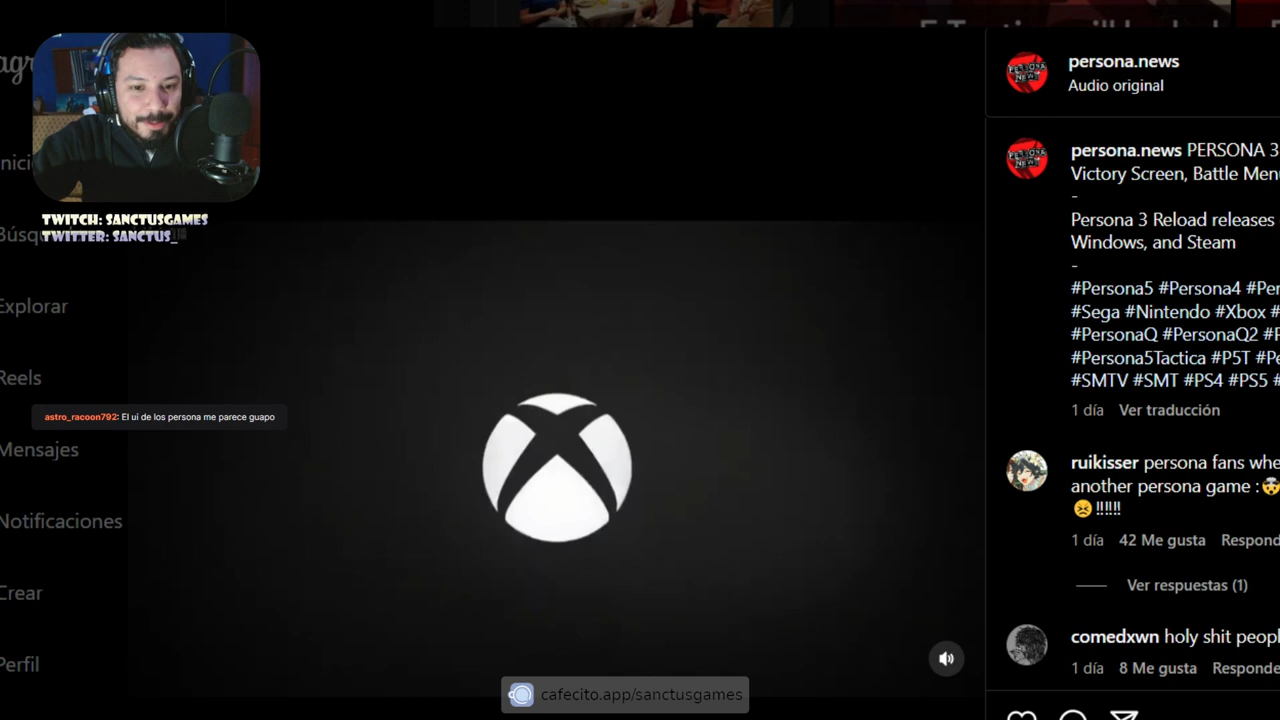 TWITCH: SANCTUSGAMES
TWITTER: SANCTUS_
Explorar
Reels
astro_racoon792: El ui de los persona me parece guapo
Mensajes
Notificaciones
Crear
Perfil
cafecito.app/sanctusgames
persona.news
Audio original
PERSONA NEWS
persona.news PERSONA 3
Victory Screen, Battle Men
-
Persona 3 Reload releases
Windows, and Steam
-
#Persona5 #Persona4 #Per
#Sega #Nintendo #Xbox #
#PersonaQ #PersonaQ2 #
#Persona5Tactica #P5T #Pe
#SMTV #SMT #PS4 #PS5 #
1 día Ver traducción
ruikisser persona fans whe
another persona game :🤯
😣‼️‼️!!
1 día 42 Me gusta Respond
Ver respuestas (1)
comedxwn holy shit peopl
1 día 8 Me gusta Responde